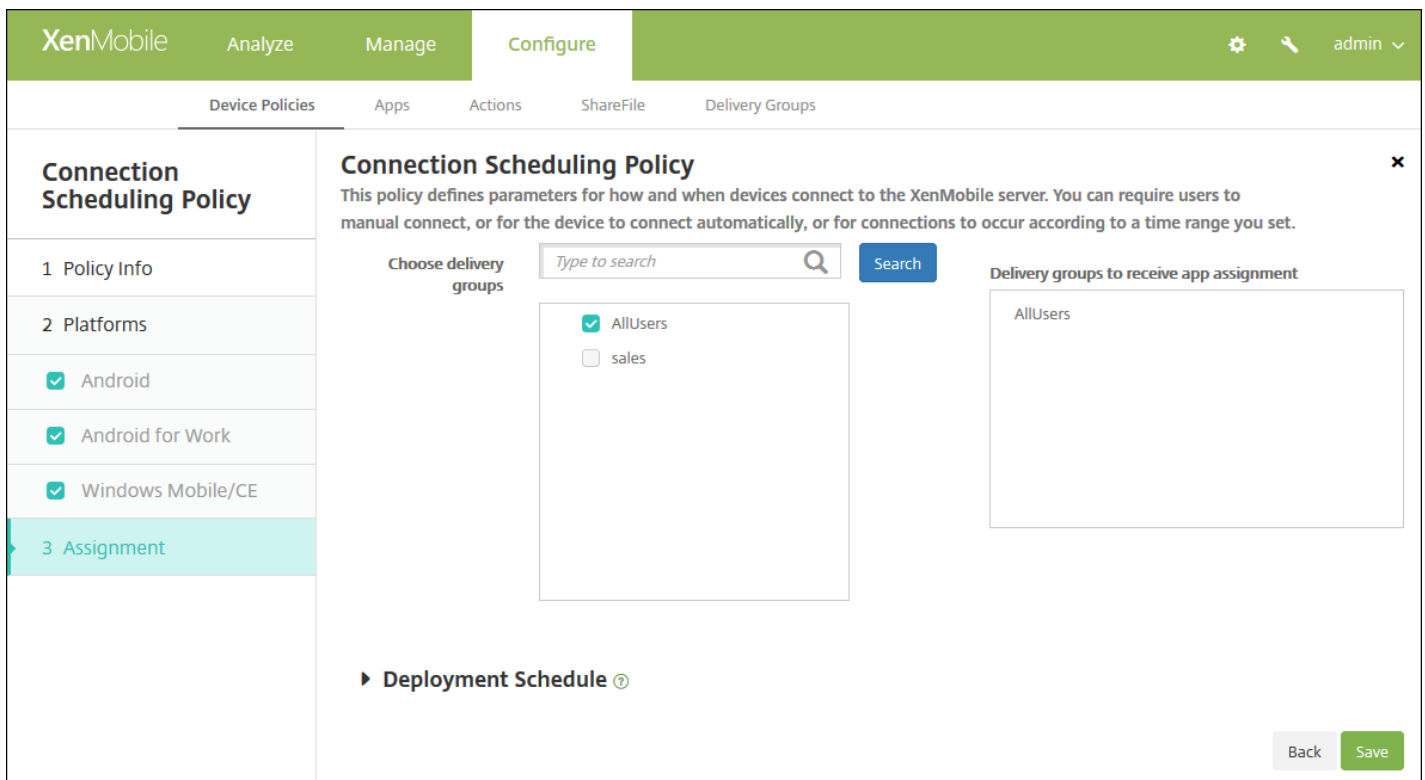 XenMobile Analyze Manage Configure admin
Device Policies Apps Actions ShareFile Delivery Groups
Connection
Scheduling Policy
1 Policy Info
2 Platforms
Android
Android for Work
Windows Mobile/CE
3 Assignment
Connection Scheduling Policy
This policy defines parameters for how and when devices connect to the XenMobile server. You can require users to
manual connect, or for the device to connect automatically, or for connections to occur according to a time range you set.
Choose delivery
groups
Type to search
Search
AllUsers
sales
Delivery groups to receive app assignment
AllUsers
Deployment Schedule ?
Back Save